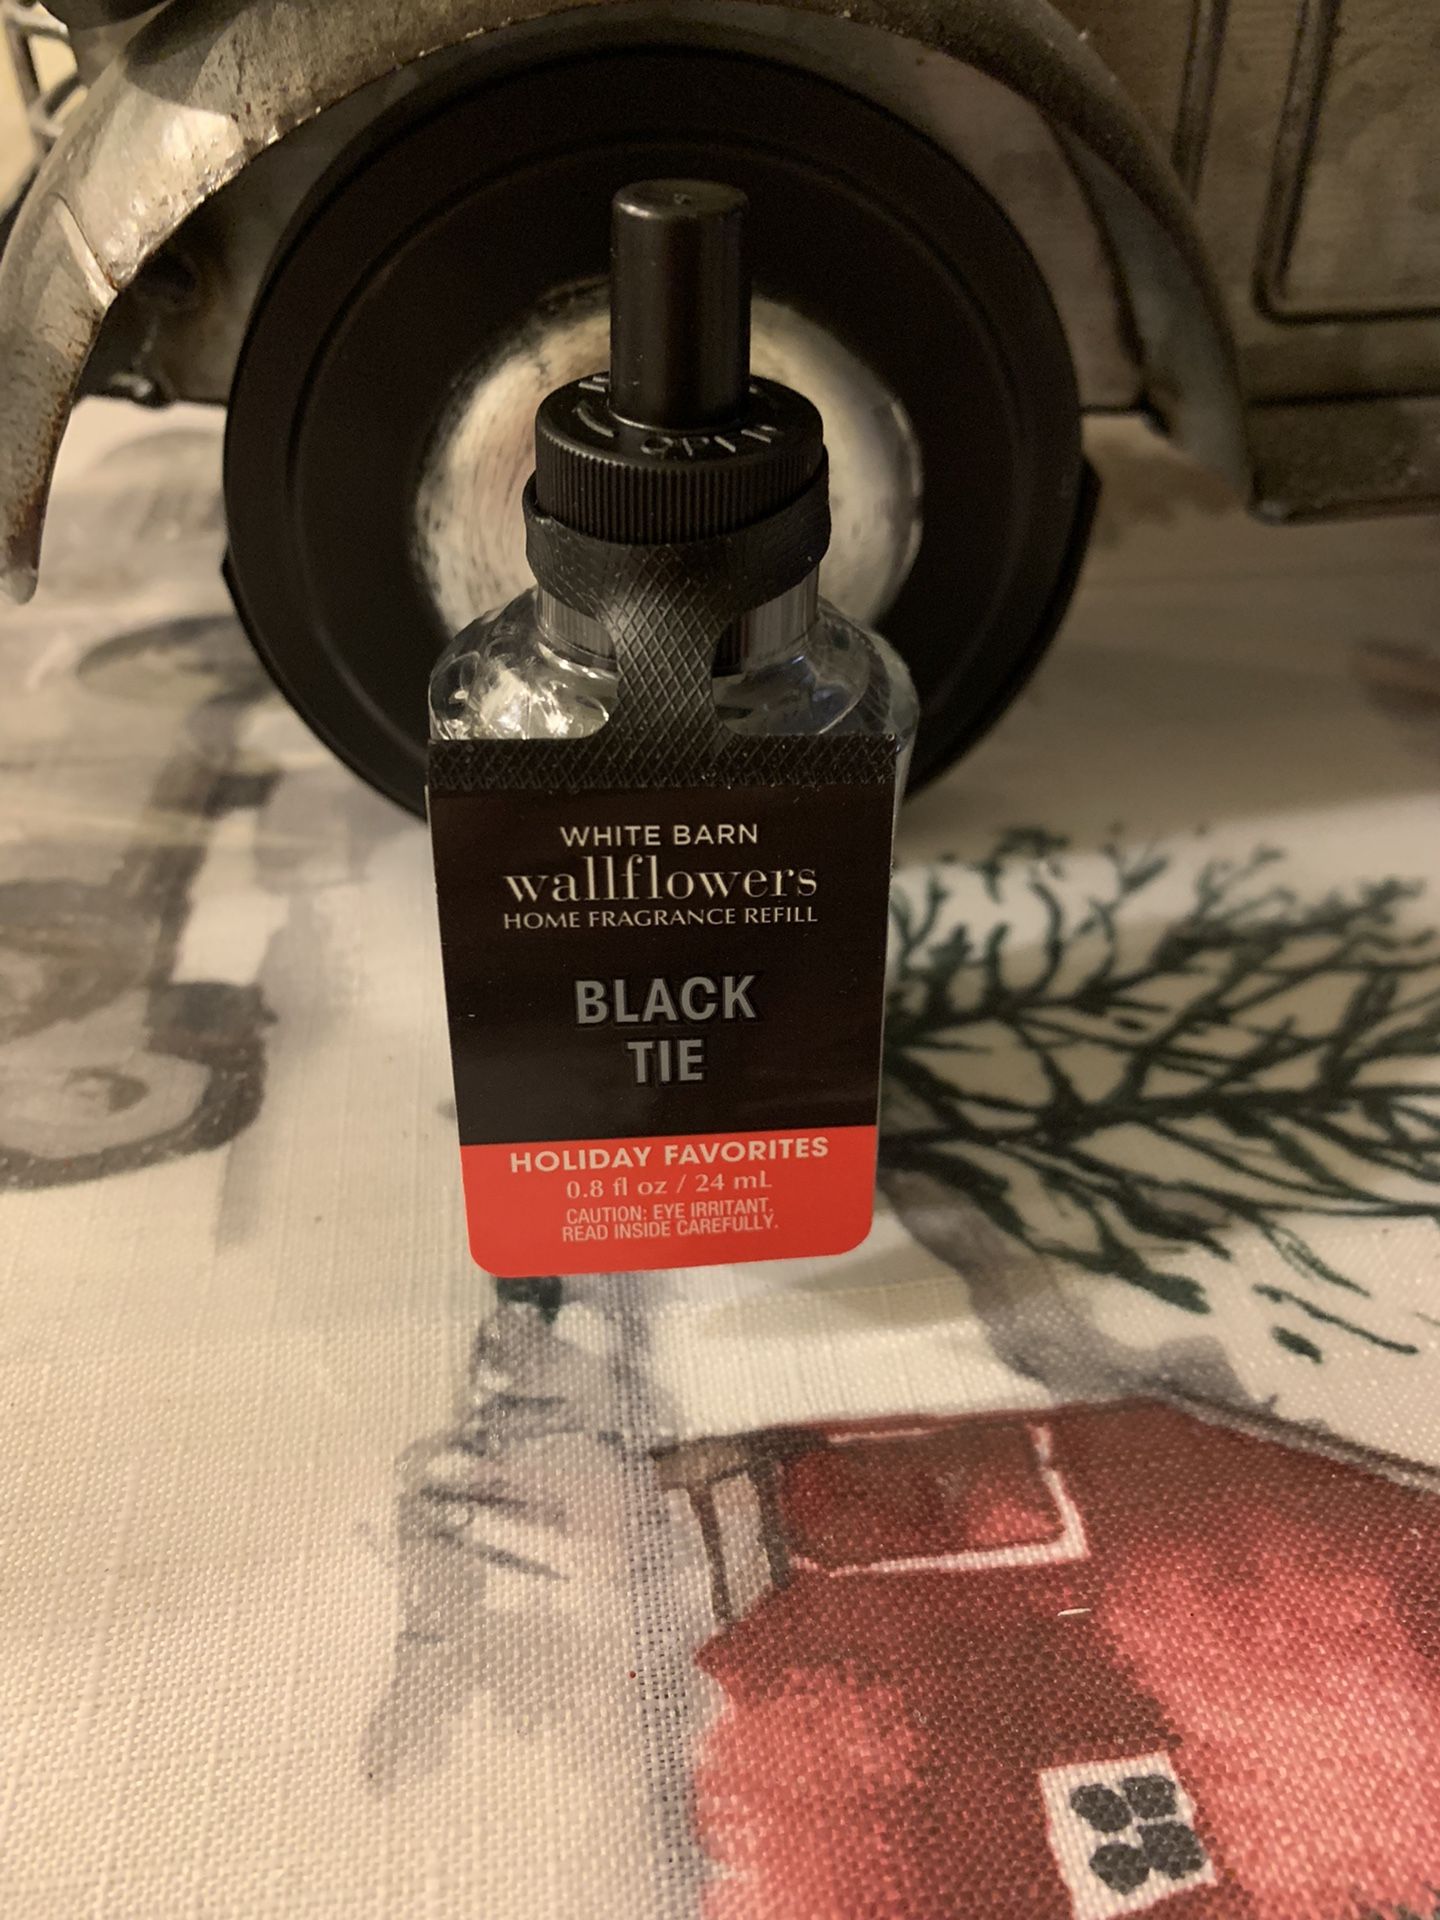 OPEN
WHITE BARN
wallflowers
HOME FRAGRANCE REFILL
BLACK
TIE
HOLIDAY FAVORITES
0.8 fl oz / 24 mL
CAUTION: EYE IRRITANT.
READ INSIDE CAREFULLY.